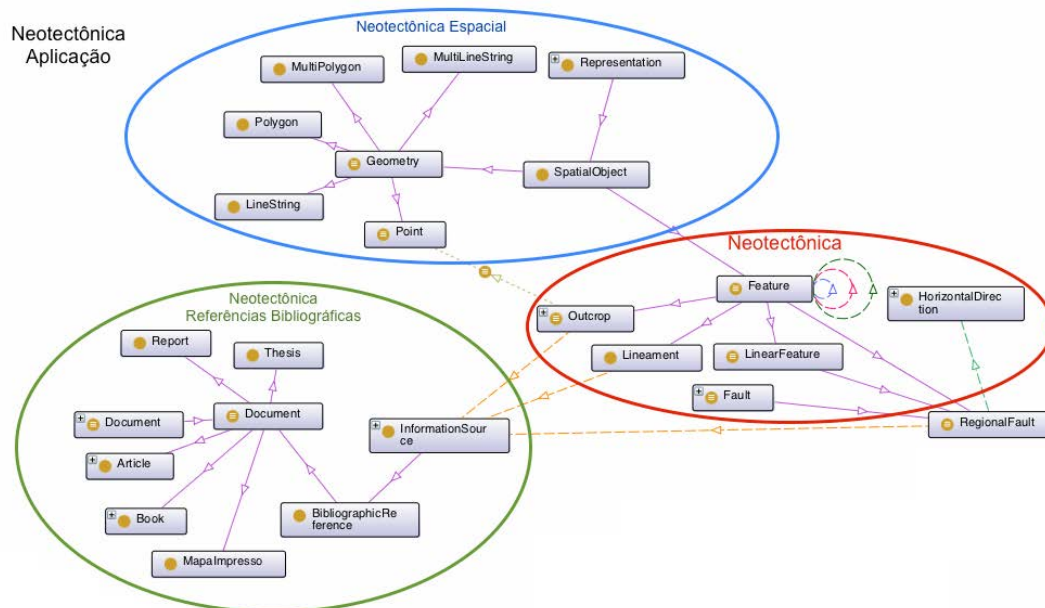 Neotectônica
Aplicação
Neotectônica Espacial
MultiPolygon
MultiLineString
Representation
Polygon
Geometry
SpatialObject
LineString
Point
Neotectônica
Feature
HorizontalDirec
tion
Outcrop
Lineament
LinearFeature
Fault
RegionalFault
Neotectônica
Referências Bibliográficas
Report
Thesis
Document
Document
InformationSour
ce
Article
Book
BibliographicRe
ference
MapaImpresso